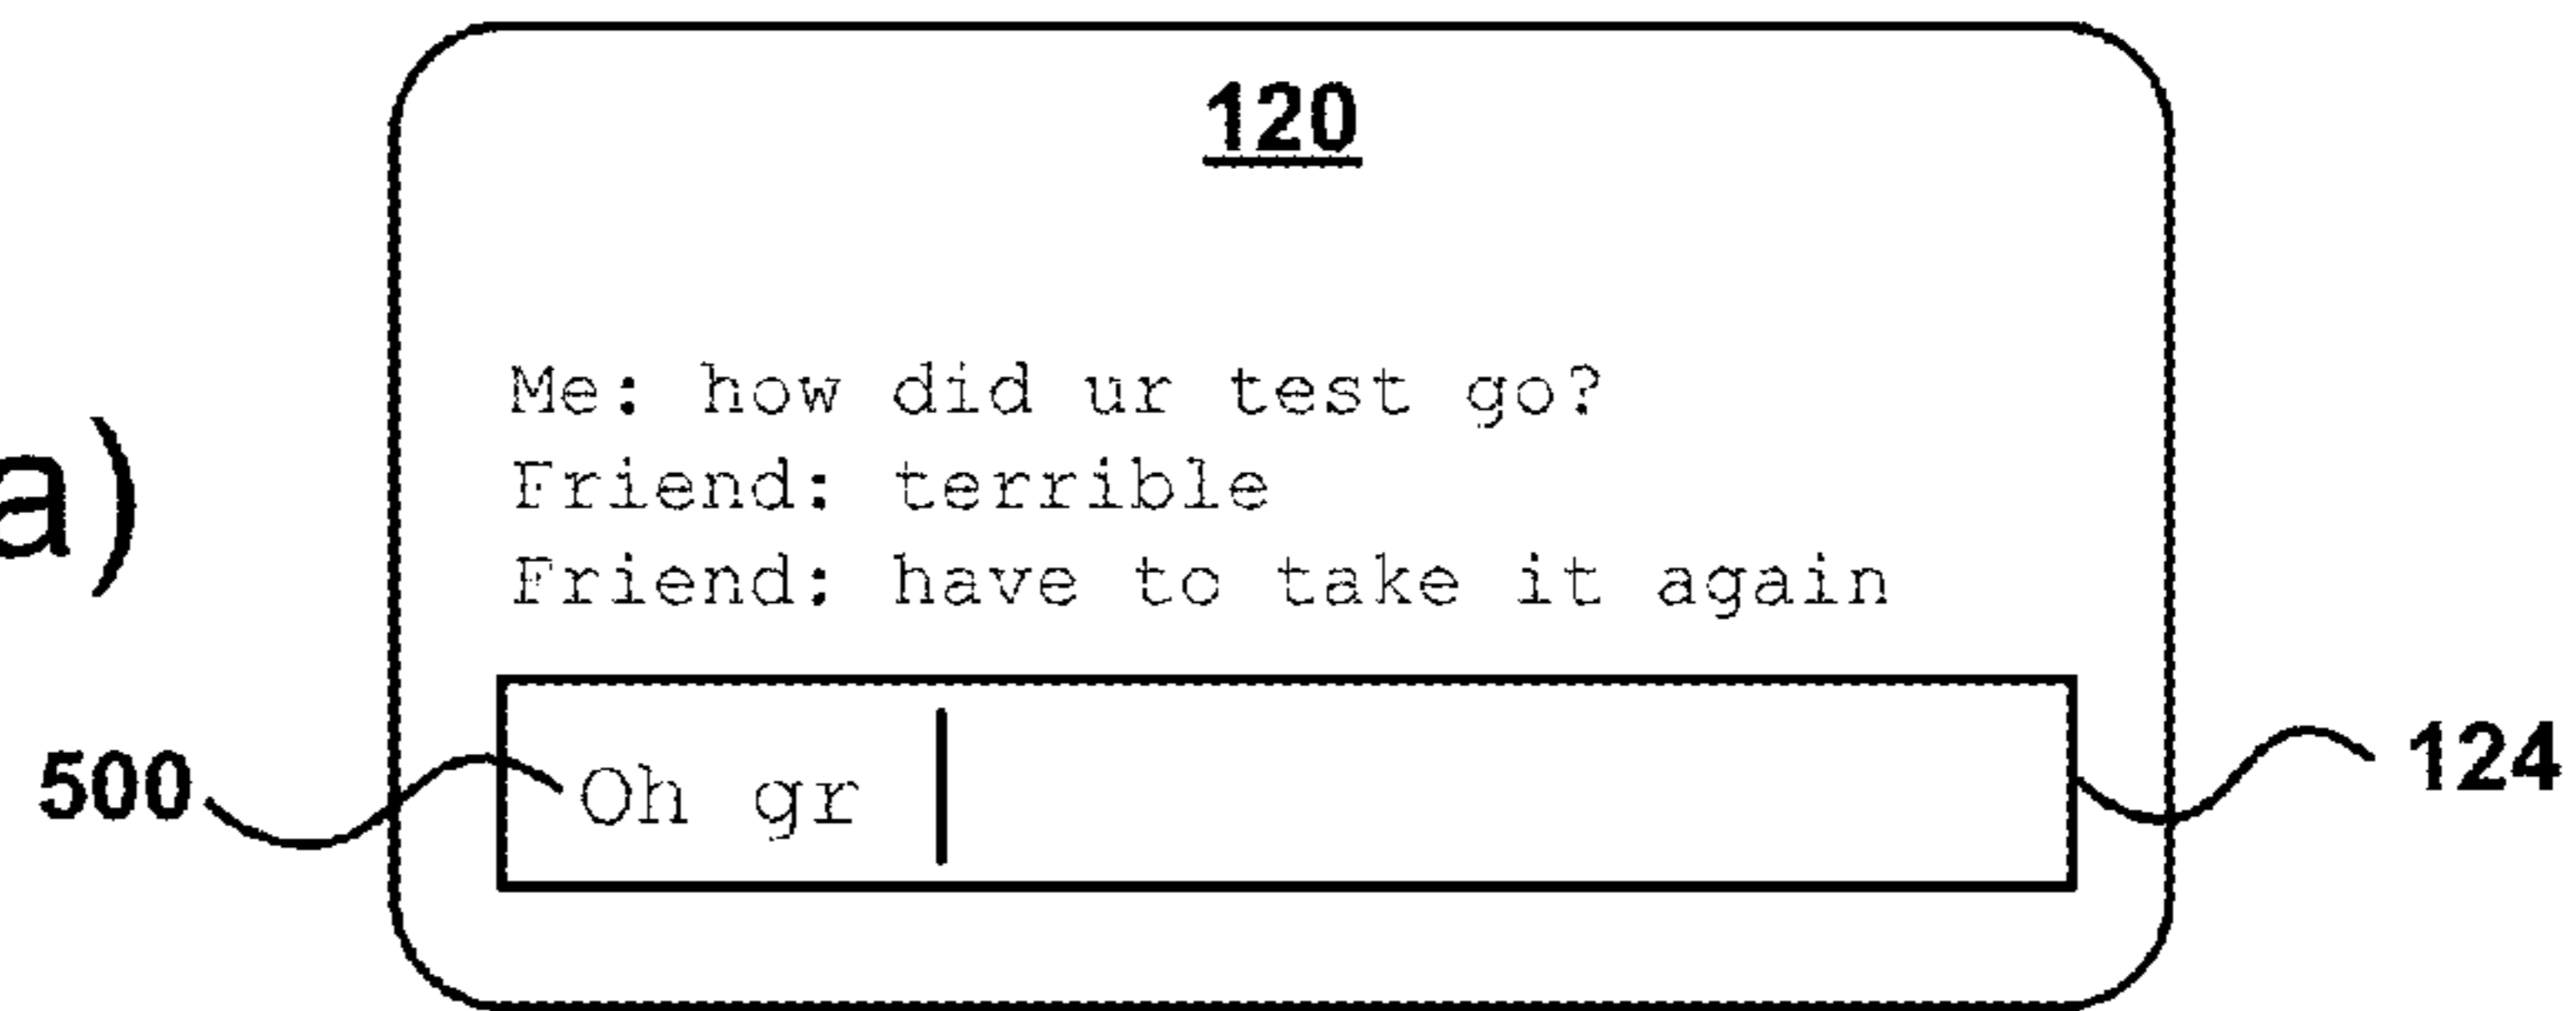 120
Me: how did ur test go?
Friend: terrible
Friend: have to take it again
a)
500
Oh gr
124